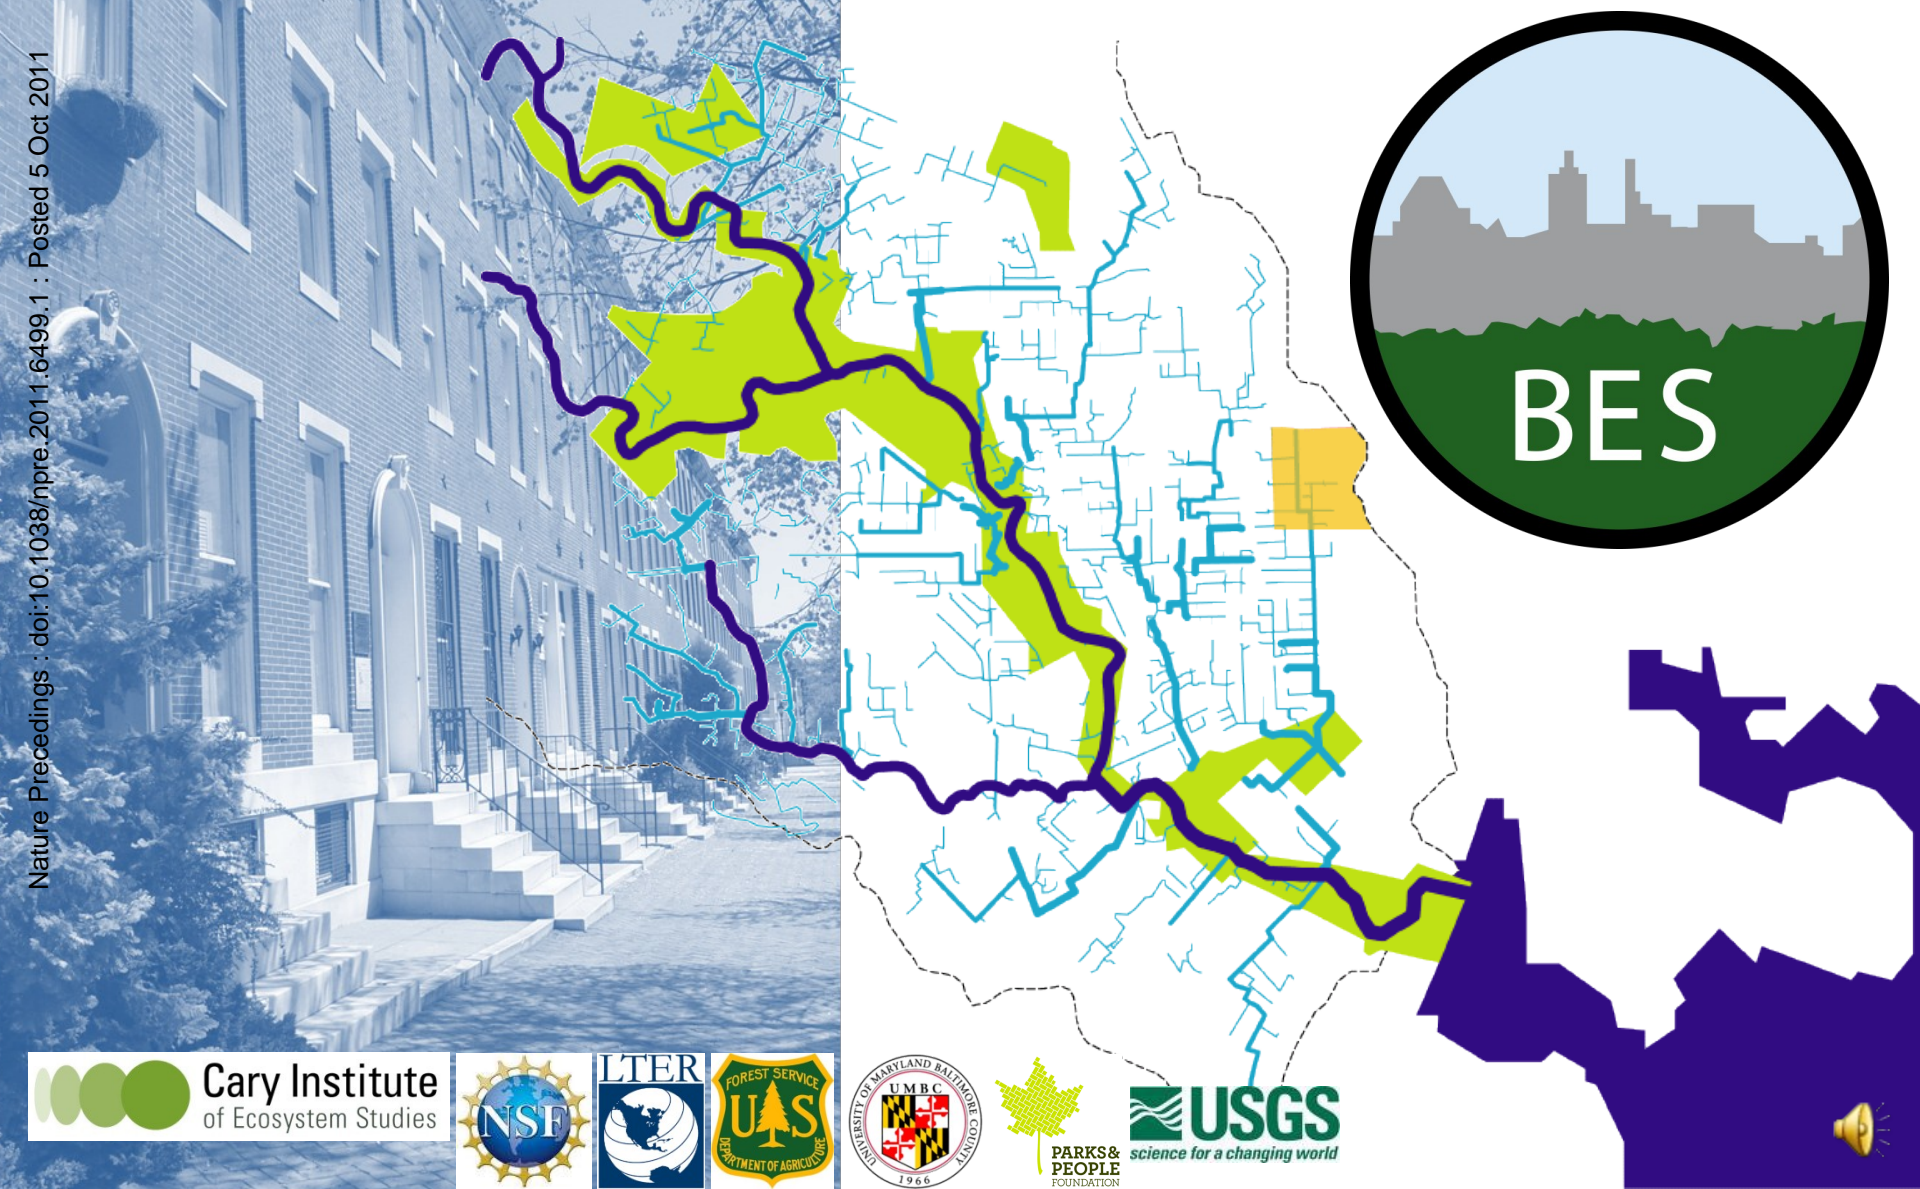 Nature Precedings : doi:10.1038/npre.2011.6499.1 : Posted 5 Oct 2011
BES
Cary Institute
of Ecosystem Studies
NSF
LTER
FOREST SERVICE
U S
DEPARTMENT OF AGRICULTURE
UNIVERSITY OF MARYLAND BALTIMORE COUNTY
UMBC
1966
PARKS &
PEOPLE
FOUNDATION
USGS
science for a changing world